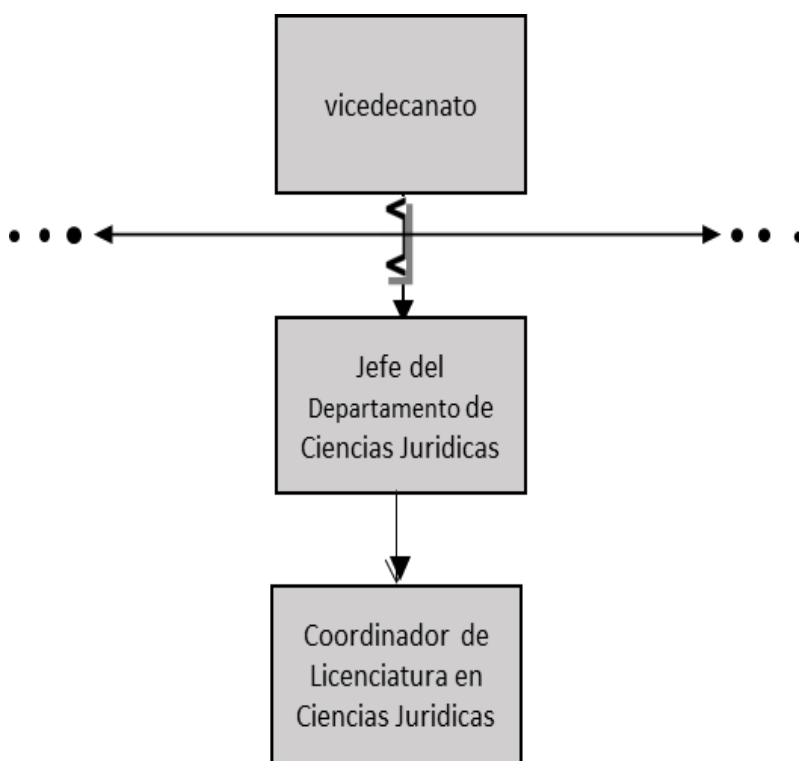 vicedecanato
Jefe del
Departamento de
Ciencias Juridicas
Coordinador de
Licenciatura en
Ciencias Juridicas